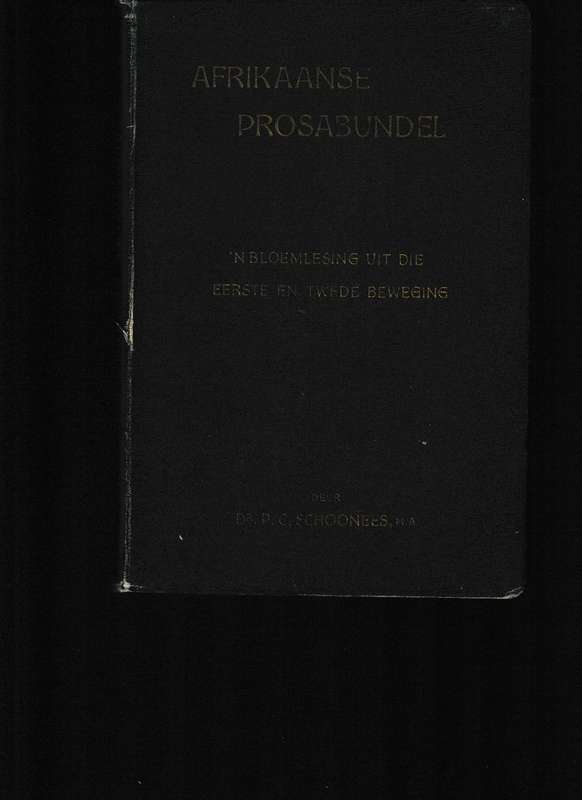 AFRIKAANSE
PROSABUNDEL
'N BLOEMLESING UIT DIE
EERSTE EN TWEDE BEWEGING
DEUR
DR. P. C. SCHOONEES, M.A.